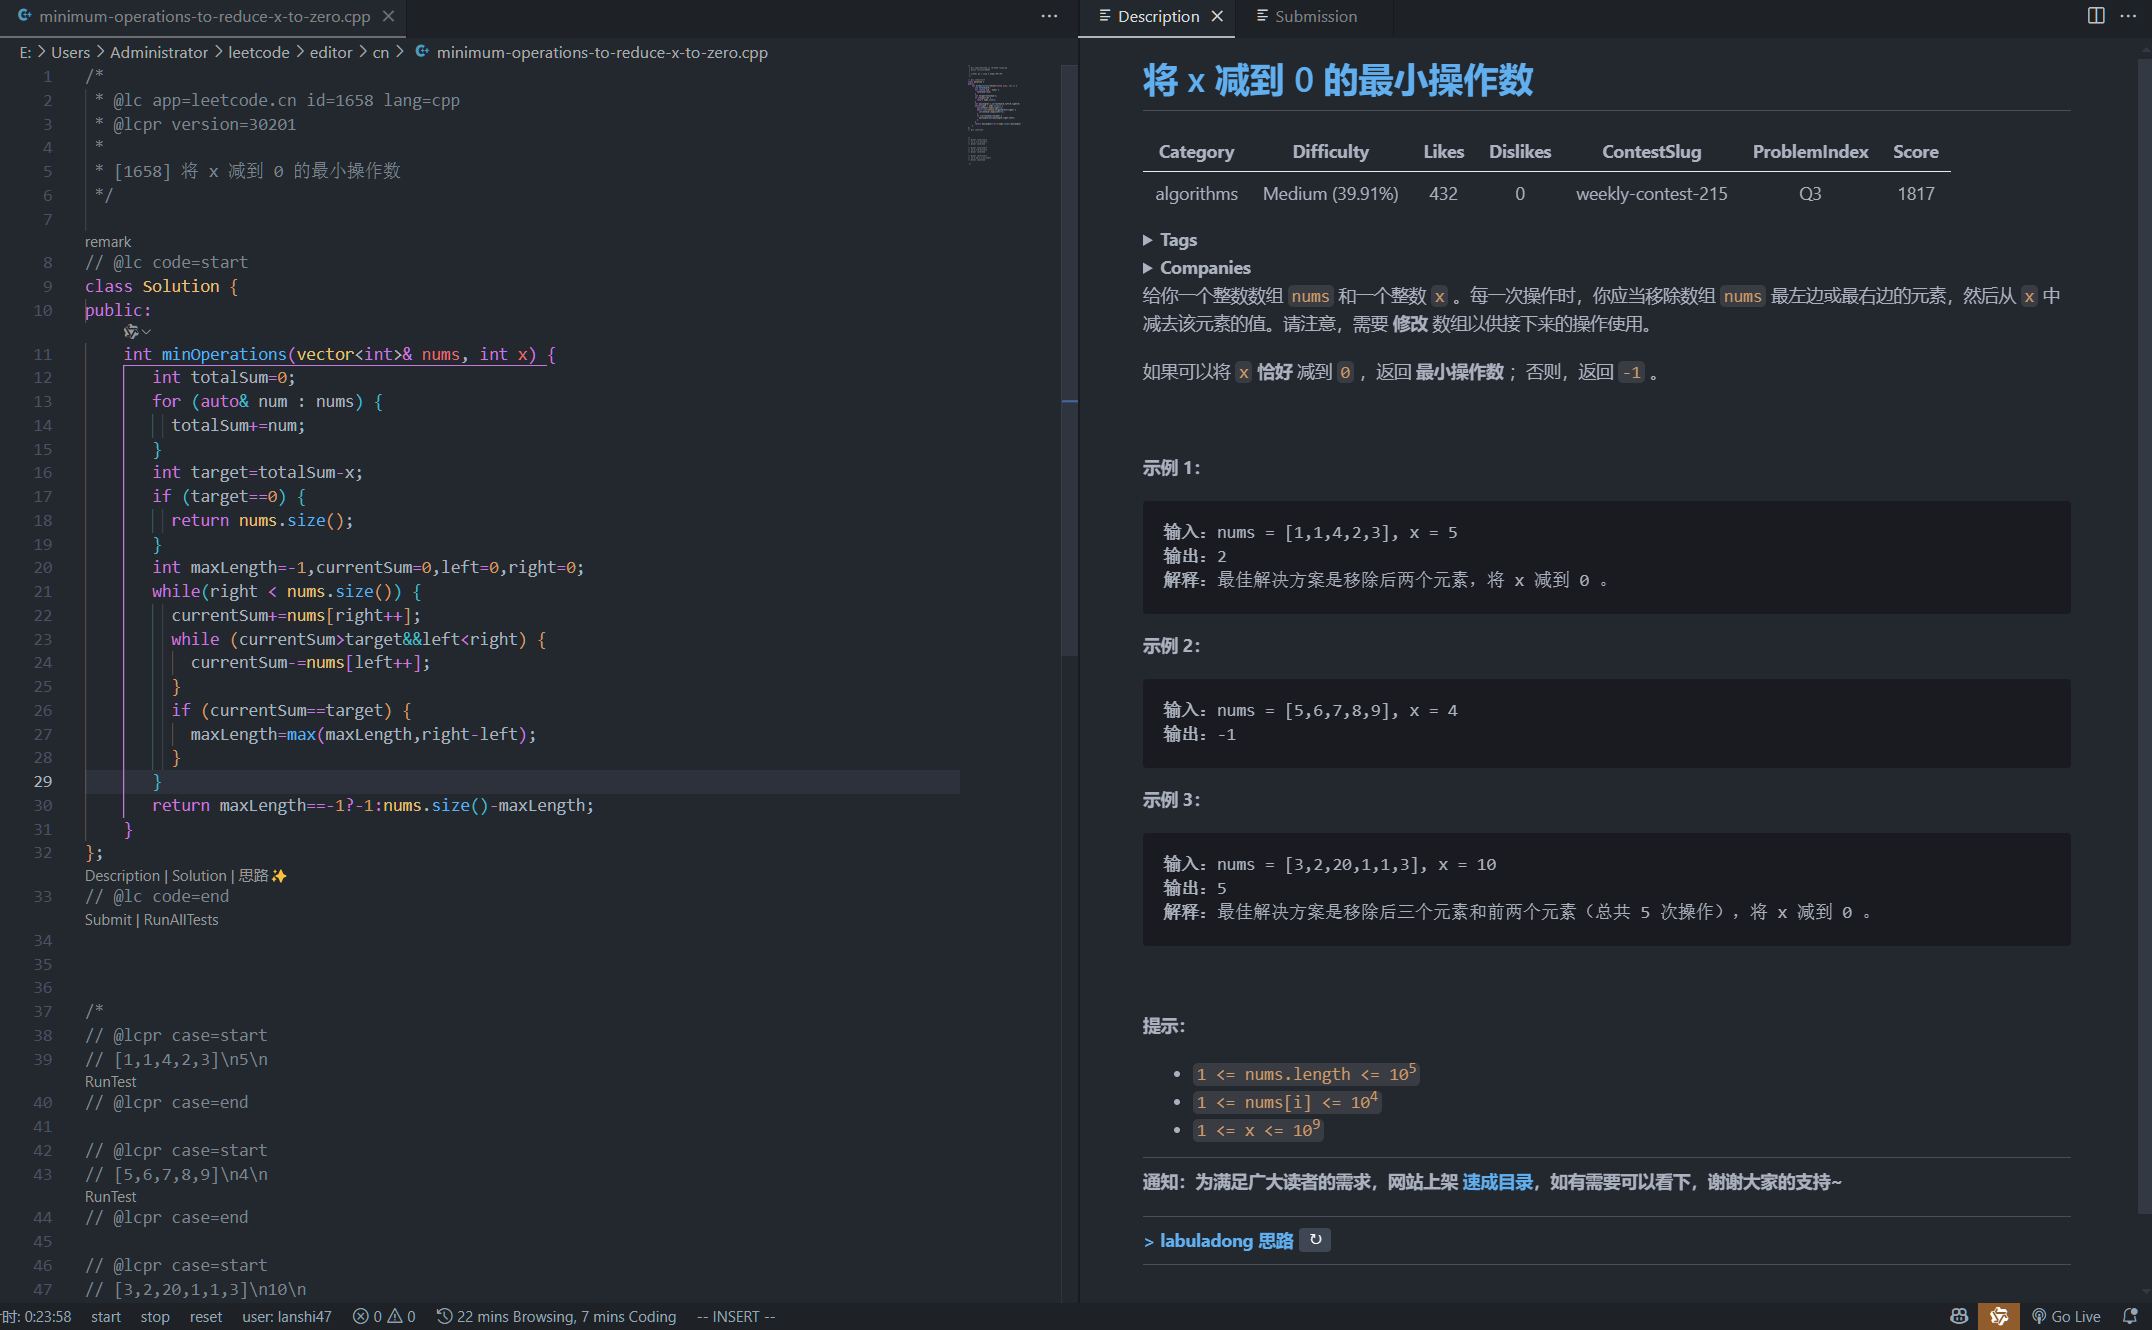 minimum-operations-to-reduce-x-to-zero.cpp
E: > Users > Administrator > leetcode > editor > cn > minimum-operations-to-reduce-x-to-zero.cpp
1 /*
2  * @lc app=leetcode.cn id=1658 lang=cpp
3  * @lcpr version=30201
4  *
5  * [1658] 将 x 减到 0 的最小操作数
6  */
7
remark
8 // @lc code=start
9 class Solution {
10 public:
11     int minOperations(vector<int>& nums, int x) {
12        int totalSum=0;
13        for (auto& num : nums) {
14          totalSum+=num;
15        }
16        int target=totalSum-x;
17        if (target==0) {
18          return nums.size();
19        }
20        int maxLength=-1,currentSum=0,left=0,right=0;
21        while(right < nums.size()) {
22          currentSum+=nums[right++];
23          while (currentSum>target&&left<right) {
24            currentSum-=nums[left++];
25          }
26          if (currentSum==target) {
27            maxLength=max(maxLength,right-left);
28          }
29        }
30        return maxLength==-1?-1:nums.size()-maxLength;
31     }
32 };
Description | Solution | 思路✨
33 // @lc code=end
Submit | RunAllTests
34
35
36
37 /*
38 // @lcpr case=start
39 // [1,1,4,2,3]\n5\n
RunTest
40 // @lcpr case=end
41
42 // @lcpr case=start
43 // [5,6,7,8,9]\n4\n
RunTest
44 // @lcpr case=end
45
46 // @lcpr case=start
47 // [3,2,20,1,1,3]\n10\n
Description
Submission
将 x 减到 0 的最小操作数
Category Difficulty Likes Dislikes ContestSlug ProblemIndex Score
algorithms Medium (39.91%) 432 0 weekly-contest-215 Q3 1817
▶ Tags
▶ Companies
给你一个整数数组 nums 和一个整数 x 。每一次操作时，你应当移除数组 nums 最左边或最右边的元素，然后从 x 中
减去该元素的值。请注意，需要 修改 数组以供接下来的操作使用。
如果可以将 x 恰好 减到 0 ，返回 最小操作数 ；否则，返回 -1 。
示例 1：
输入：nums = [1,1,4,2,3], x = 5
输出：2
解释：最佳解决方案是移除后两个元素，将 x 减到 0 。
示例 2：
输入：nums = [5,6,7,8,9], x = 4
输出：-1
示例 3：
输入：nums = [3,2,20,1,1,3], x = 10
输出：5
解释：最佳解决方案是移除后三个元素和前两个元素（总共 5 次操作），将 x 减到 0 。
提示：
• 1 <= nums.length <= 10⁵
• 1 <= nums[i] <= 10⁴
• 1 <= x <= 10⁹
通知：为满足广大读者的需求，网站上架 速成目录，如有需要可以看下，谢谢大家的支持~
> labuladong 思路 ↻
时: 0:23:58 start stop reset user: lanshi47 0 0 22 mins Browsing, 7 mins Coding -- INSERT -- Go Live